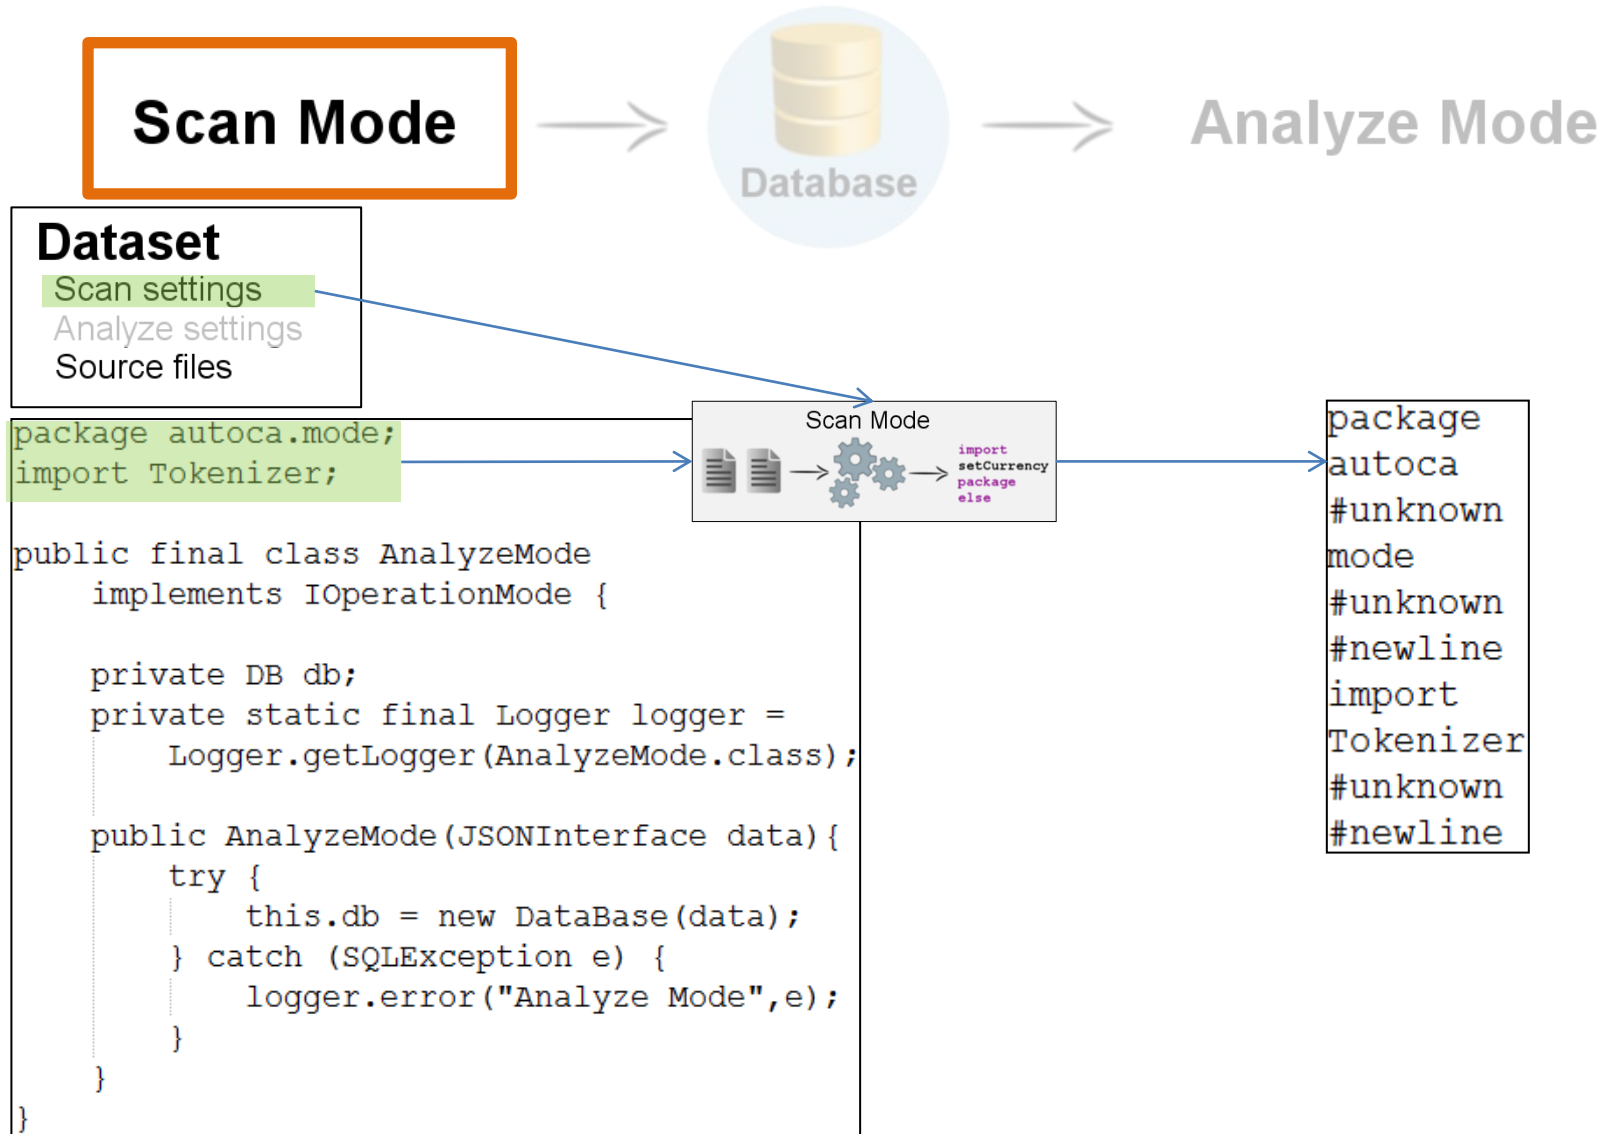 Scan Mode
Database
Analyze Mode
Dataset
Scan settings
Analyze settings
Source files
package autoca.mode;
import Tokenizer;
public final class AnalyzeMode
implements IOperationMode {
private DB db;
private static final Logger logger =
Logger.getLogger(AnalyzeMode.class);
public AnalyzeMode(JSONInterface data){
try {
this.db = new DataBase(data);
} catch (SQLException e) {
logger.error("Analyze Mode",e);
}
}
}
Scan Mode
import
setCurrency
package
else
package
autoca
#unknown
mode
#unknown
#newline
import
Tokenizer
#unknown
#newline